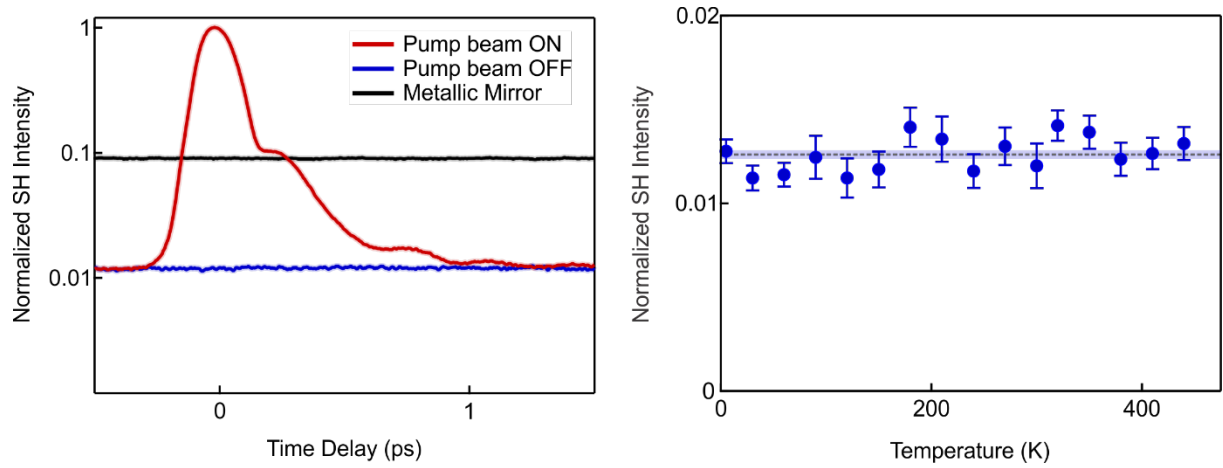 1
0.1
0.01
Normalized SH Intensity
Pump beam ON
Pump beam OFF
Metallic Mirror
0
1
Time Delay (ps)
0.02
0.01
0
Normalized SH Intensity
0
200
400
Temperature (K)